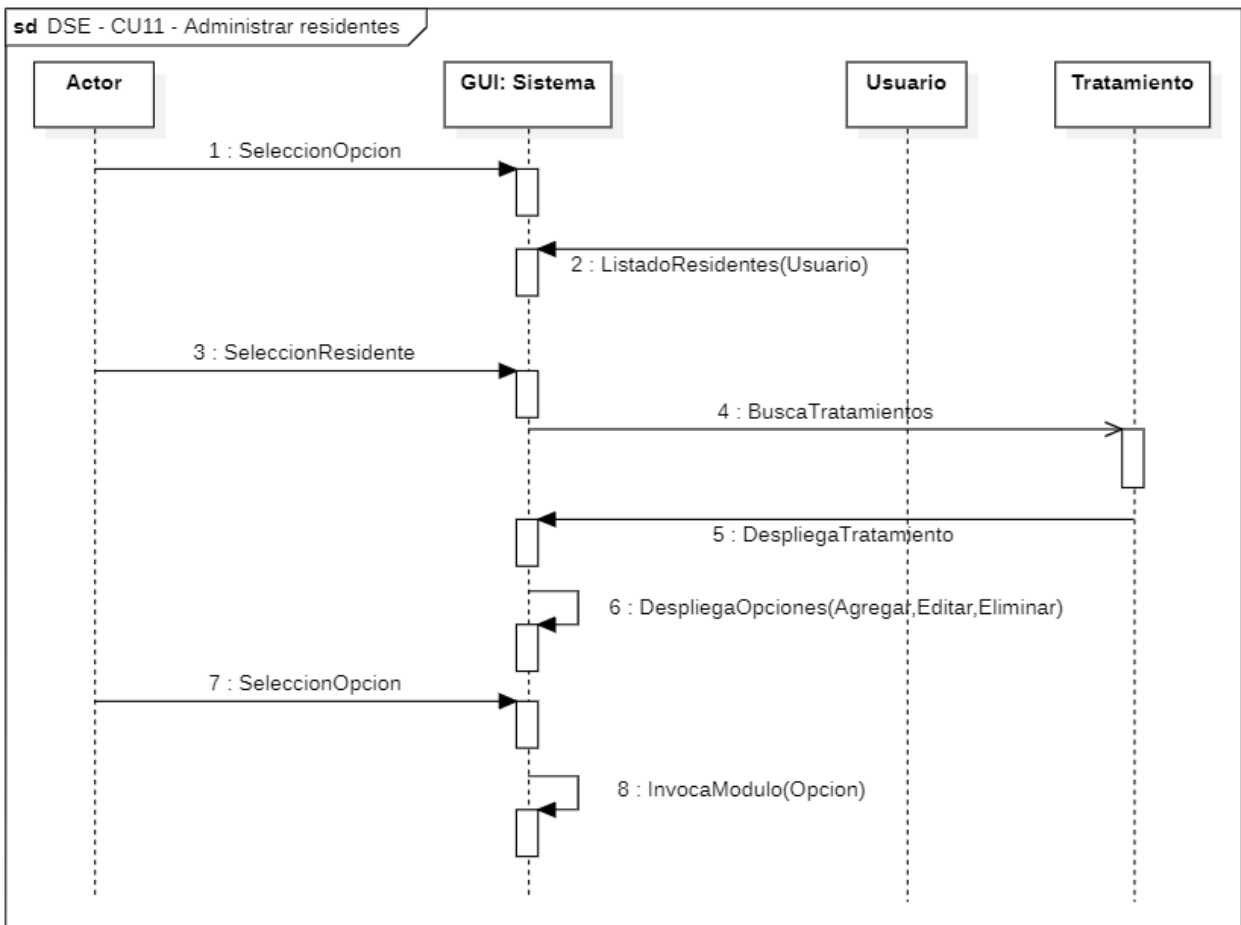 sd DSE - CU11 - Administrar residentes
Actor
GUI: Sistema
Usuario
Tratamiento
1 : SeleccionOpcion
2 : ListadoResidentes(Usuario)
3 : SeleccionResidente
4 : BuscaTratamientos
5 : DespliegaTratamiento
6 : DespliegaOpciones(Agregar,Editar,Eliminar)
7 : SeleccionOpcion
8 : InvocaModulo(Opcion)